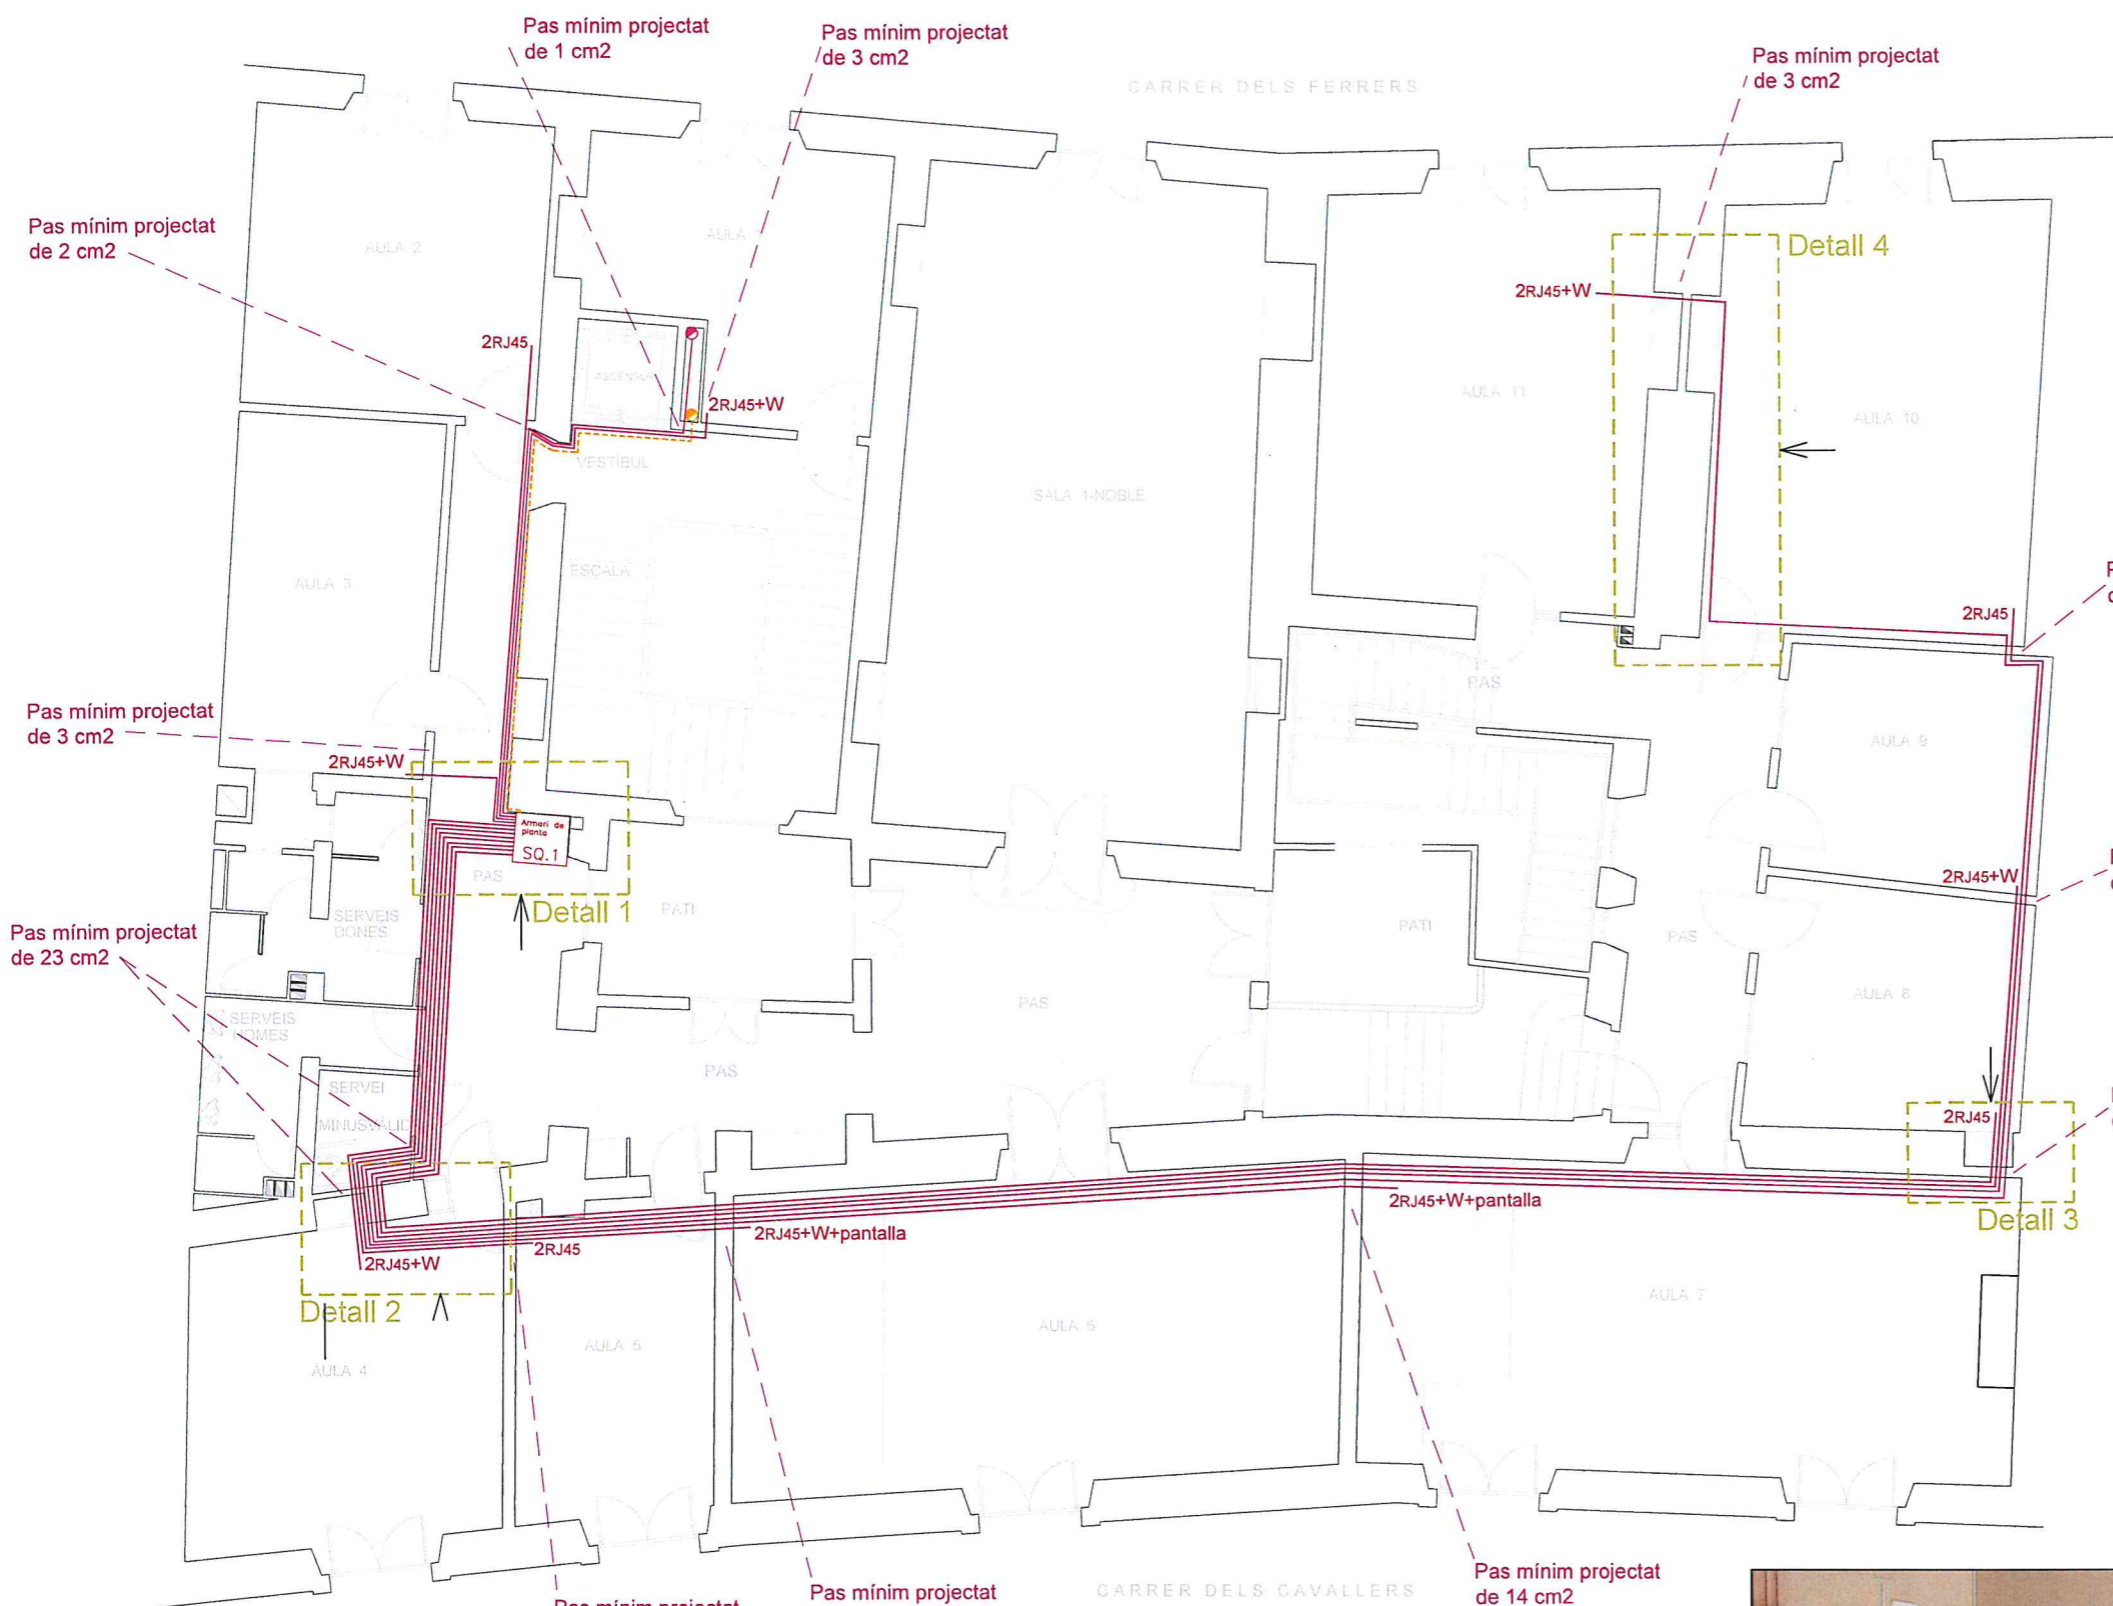 Pas mínim projectat
de 1 cm2
Pas mínim projectat
de 3 cm2
Pas mínim projectat
de 3 cm2
CARRER DELS FERRERS
Pas mínim projectat
de 2 cm2
AULA 2
AULA
Detall 4
2RJ45+W
2RJ45
ASCENSOR
2RJ45+W
AULA 11
AULA 10
VESTÍBUL
SALA 1-NOBLE
ESCALA
AULA 3
2RJ45
PAS
Pas mínim projectat
de 3 cm2
2RJ45+W
AULA 9
Armari de
planta
SQ.1
PAS
2RJ45+W
Detall 1
SERVEIS
DONES
PATI
PATI
PAS
Pas mínim projectat
de 23 cm2
AULA 8
PAS
SERVEIS
HOMES
PAS
SERVEI
MINUSVÀLID
2RJ45
2RJ45+W+pantalla
Detall 3
2RJ45+W+pantalla
2RJ45
2RJ45+W
Detall 2
AULA 7
AULA 6
AULA 5
AULA 4
Pas mínim projectat
de 14 cm2
Pas mínim projectat
CARRER DELS CAVALLERS
Pas mínim projectat